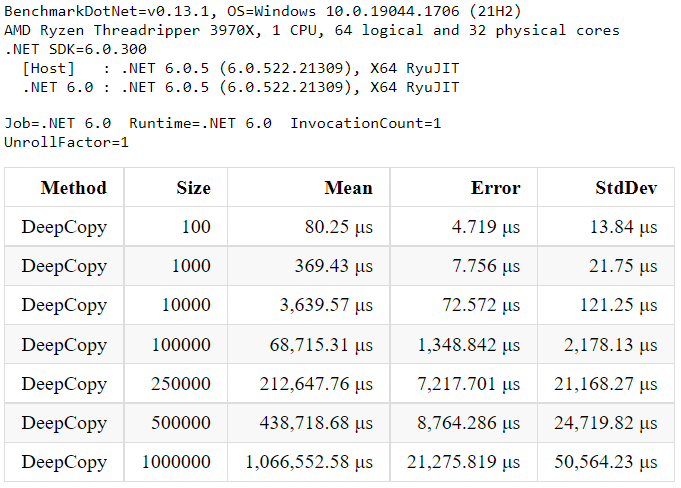 BenchmarkDotNet=v0.13.1, OS=Windows 10.0.19044.1706 (21H2)
AMD Ryzen Threadripper 3970X, 1 CPU, 64 logical and 32 physical cores
.NET SDK=6.0.300
  [Host]   : .NET 6.0.5 (6.0.522.21309), X64 RyuJIT
  .NET 6.0 : .NET 6.0.5 (6.0.522.21309), X64 RyuJIT

Job=.NET 6.0  Runtime=.NET 6.0  InvocationCount=1
UnrollFactor=1

Method Size Mean Error StdDev
DeepCopy 100 80.25 μs 4.719 μs 13.84 μs
DeepCopy 1000 369.43 μs 7.756 μs 21.75 μs
DeepCopy 10000 3,639.57 μs 72.572 μs 121.25 μs
DeepCopy 100000 68,715.31 μs 1,348.842 μs 2,178.13 μs
DeepCopy 250000 212,647.76 μs 7,217.701 μs 21,168.27 μs
DeepCopy 500000 438,718.68 μs 8,764.286 μs 24,719.82 μs
DeepCopy 1000000 1,066,552.58 μs 21,275.819 μs 50,564.23 μs